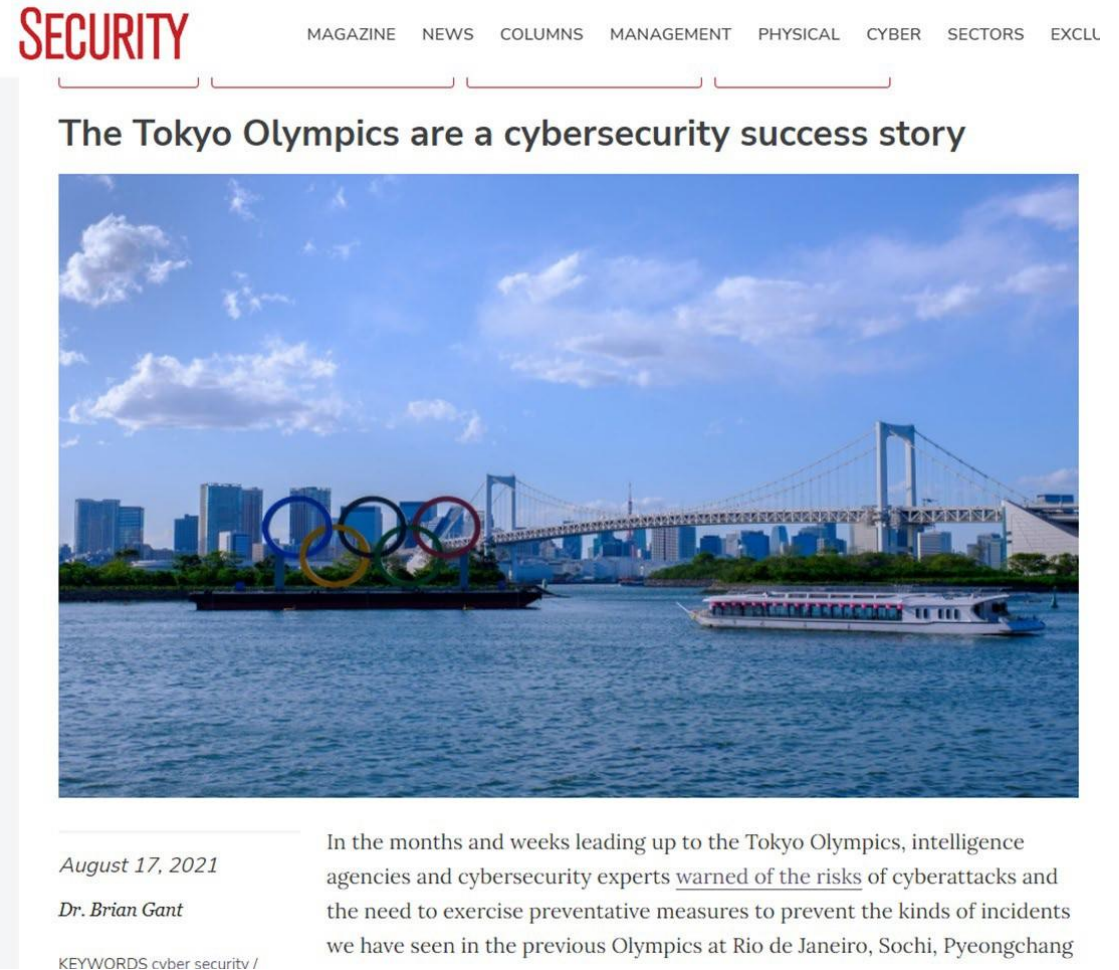 SECURITY
MAGAZINE NEWS COLUMNS MANAGEMENT PHYSICAL CYBER SECTORS EXCLU
The Tokyo Olympics are a cybersecurity success story
August 17, 2021
Dr. Brian Gant
KEYWORDS cyber security /
In the months and weeks leading up to the Tokyo Olympics, intelligence
agencies and cybersecurity experts warned of the risks of cyberattacks and
the need to exercise preventative measures to prevent the kinds of incidents
we have seen in the previous Olympics at Rio de Janeiro, Sochi, Pyeongchang